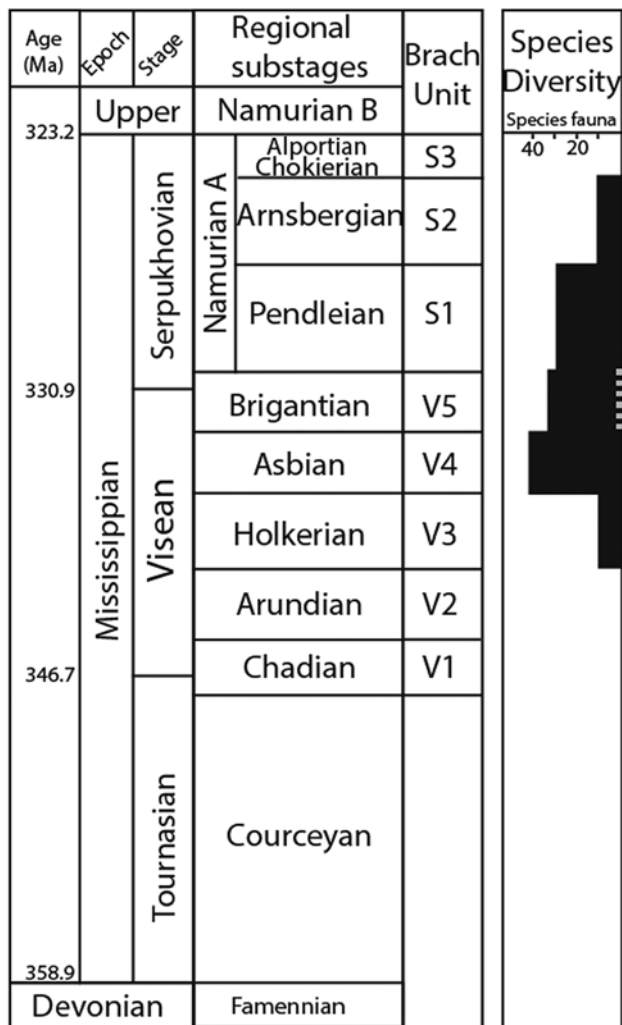 Age
(Ma)
Epoch
Stage
Regional
substages
Brach
Unit
Species
Diversity
Species fauna
40 20
Upper
Namurian B
323.2
Mississippian
Serpukhovian
Namurian A
Alportian
Chokierian
S3
Arnsbergian
S2
Pendleian
S1
330.9
Visean
Brigantian
V5
Asbian
V4
Holkerian
V3
Arundian
V2
Chadian
V1
346.7
Tournasian
Courceyan
358.9
Devonian
Famennian